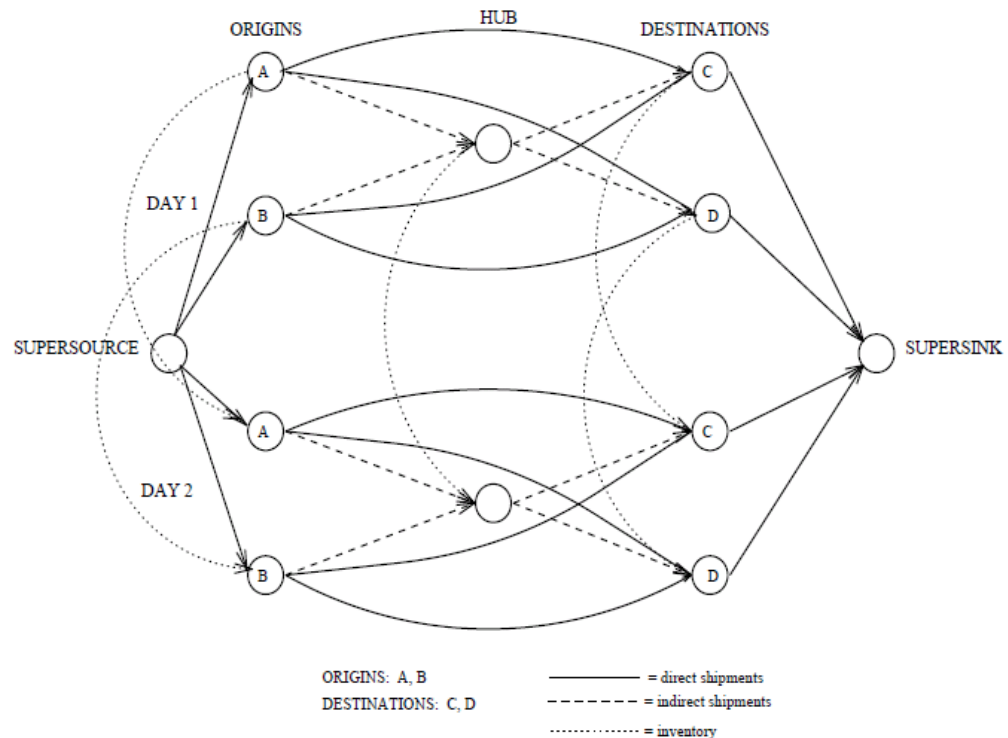 HUB
ORIGINS
DESTINATIONS
A
C
DAY 1
B
D
SUPERSOURCE
SUPERSINK
A
C
DAY 2
B
D
ORIGINS: A, B
= direct shipments
DESTINATIONS: C, D
= indirect shipments
= inventory